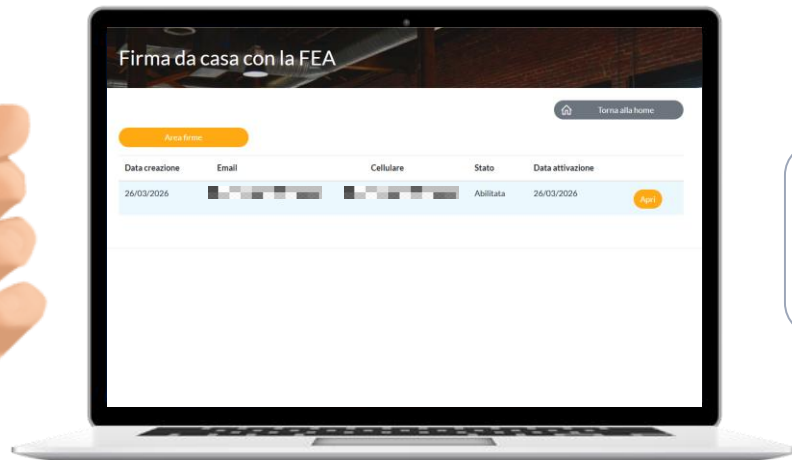 Firma da casa con la FEA
Torna alla home
Area firme
Data creazione Email Cellulare Stato Data attivazione
26/03/2026 Abilitata 26/03/2026 Apri